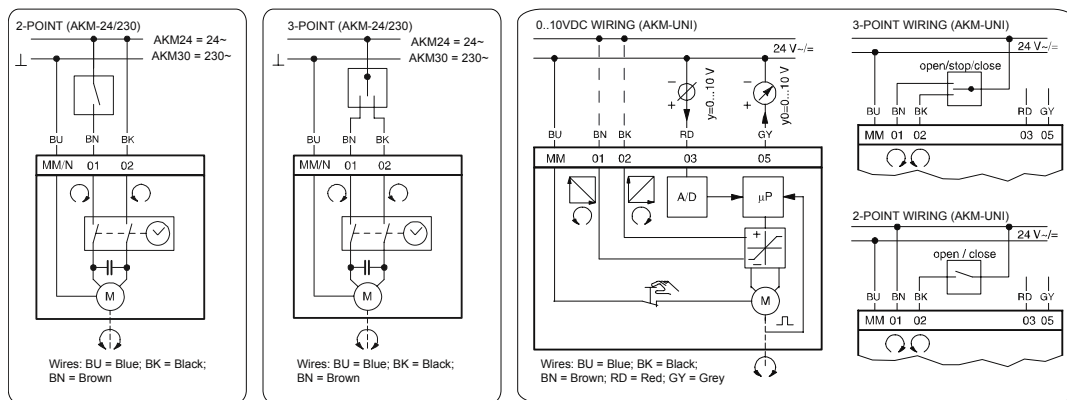 2-POINT (AKM-24/230)
AKM24 = 24~
⊥ AKM30 = 230~
BU BN BK
MM/N 01 02
M
Wires: BU = Blue; BK = Black;
BN = Brown
3-POINT (AKM-24/230)
AKM24 = 24~
⊥ AKM30 = 230~
BU BN BK
MM/N 01 02
M
Wires: BU = Blue; BK = Black;
BN = Brown
0..10VDC WIRING (AKM-UNI)
24 V~/=
− −
+ y=0...10 V + y0=0...10 V
BU BN BK RD GY
MM 01 02 03 05
A/D µP
+
−
M
Wires: BU = Blue; BK = Black;
BN = Brown; RD = Red; GY = Grey
3-POINT WIRING (AKM-UNI)
24 V~/=
open/stop/close
BU BN BK RD GY
MM 01 02 03 05
2-POINT WIRING (AKM-UNI)
24 V~/=
open / close
BU BN BK RD GY
MM 01 02 03 05